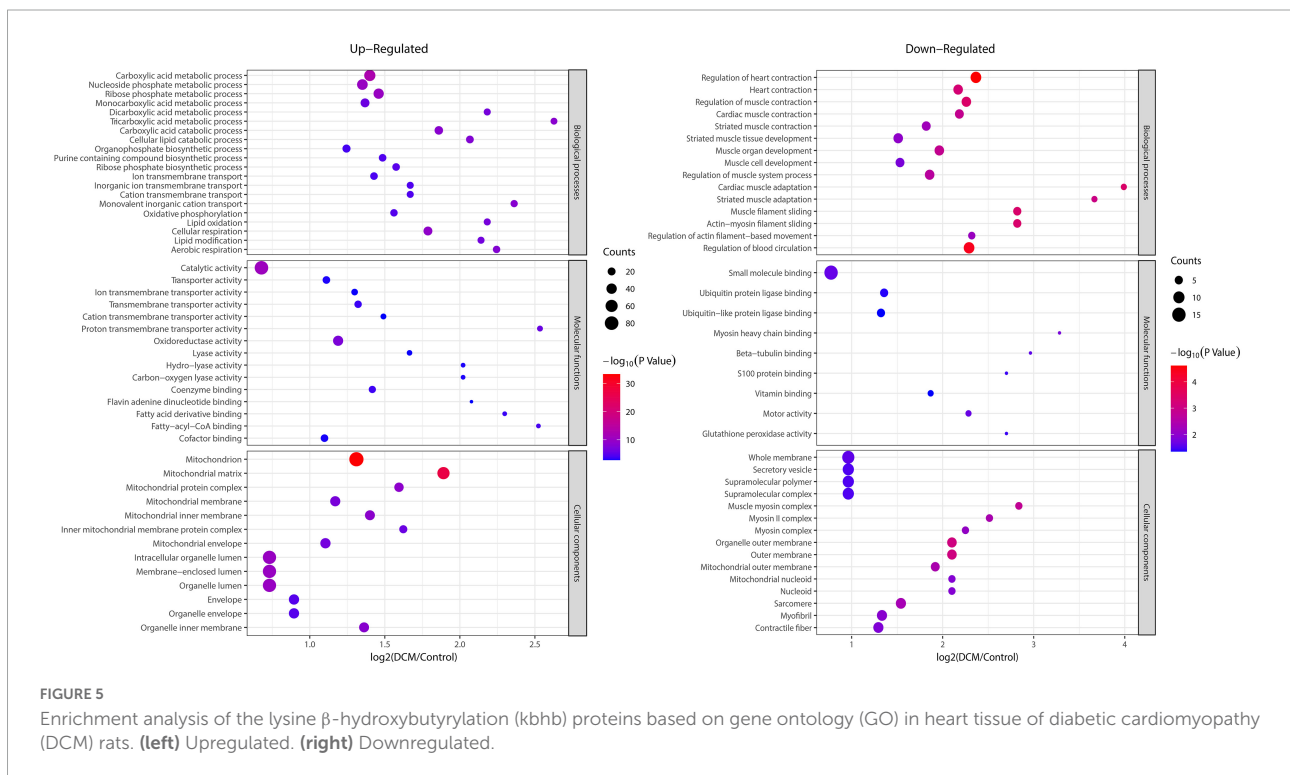 Up-Regulated
Carboxylic acid metabolic process
Nucleoside phosphate metabolic process
Ribose phosphate metabolic process
Monocarboxylic acid metabolic process
Dicarboxylic acid metabolic process
Tricarboxylic acid metabolic process
Carboxylic acid catabolic process
Cellular lipid catabolic process
Organophosphate biosynthetic process
Purine containing compound biosynthetic process
Ribose phosphate biosynthetic process
Ion transmembrane transport
Inorganic ion transmembrane transport
Cation transmembrane transport
Monovalent inorganic cation transport
Oxidative phosphorylation
Lipid oxidation
Cellular respiration
Lipid modification
Aerobic respiration
Biological processes
Catalytic activity
Transporter activity
Ion transmembrane transporter activity
Transmembrane transporter activity
Cation transmembrane transporter activity
Proton transmembrane transporter activity
Oxidoreductase activity
Lyase activity
Hydro-lyase activity
Carbon-oxygen lyase activity
Coenzyme binding
Flavin adenine dinucleotide binding
Fatty acid derivative binding
Fatty-acyl-CoA binding
Cofactor binding
Molecular functions
Mitochondrion
Mitochondrial matrix
Mitochondrial protein complex
Mitochondrial membrane
Mitochondrial inner membrane
Inner mitochondrial membrane protein complex
Mitochondrial envelope
Intracellular organelle lumen
Membrane-enclosed lumen
Organelle lumen
Envelope
Organelle envelope
Organelle inner membrane
Cellular components
1.0 1.5 2.0 2.5
log2(DCM/Control)
Counts
20
40
60
80
-log10(P Value)
30
20
10
Down-Regulated
Regulation of heart contraction
Heart contraction
Regulation of muscle contraction
Cardiac muscle contraction
Striated muscle contraction
Striated muscle tissue development
Muscle organ development
Muscle cell development
Regulation of muscle system process
Cardiac muscle adaptation
Striated muscle adaptation
Muscle filament sliding
Actin-myosin filament sliding
Regulation of actin filament-based movement
Regulation of blood circulation
Biological processes
Small molecule binding
Ubiquitin protein ligase binding
Ubiquitin-like protein ligase binding
Myosin heavy chain binding
Beta-tubulin binding
S100 protein binding
Vitamin binding
Motor activity
Glutathione peroxidase activity
Molecular functions
Whole membrane
Secretory vesicle
Supramolecular polymer
Supramolecular complex
Muscle myosin complex
Myosin II complex
Myosin complex
Organelle outer membrane
Outer membrane
Mitochondrial outer membrane
Mitochondrial nucleoid
Nucleoid
Sarcomere
Myofibril
Contractile fiber
Cellular components
1 2 3 4
log2(DCM/Control)
Counts
5
10
15
-log10(P Value)
4
3
2
FIGURE 5
Enrichment analysis of the lysine β-hydroxybutyrylation (kbhb) proteins based on gene ontology (GO) in heart tissue of diabetic cardiomyopathy
(DCM) rats. (left) Upregulated. (right) Downregulated.